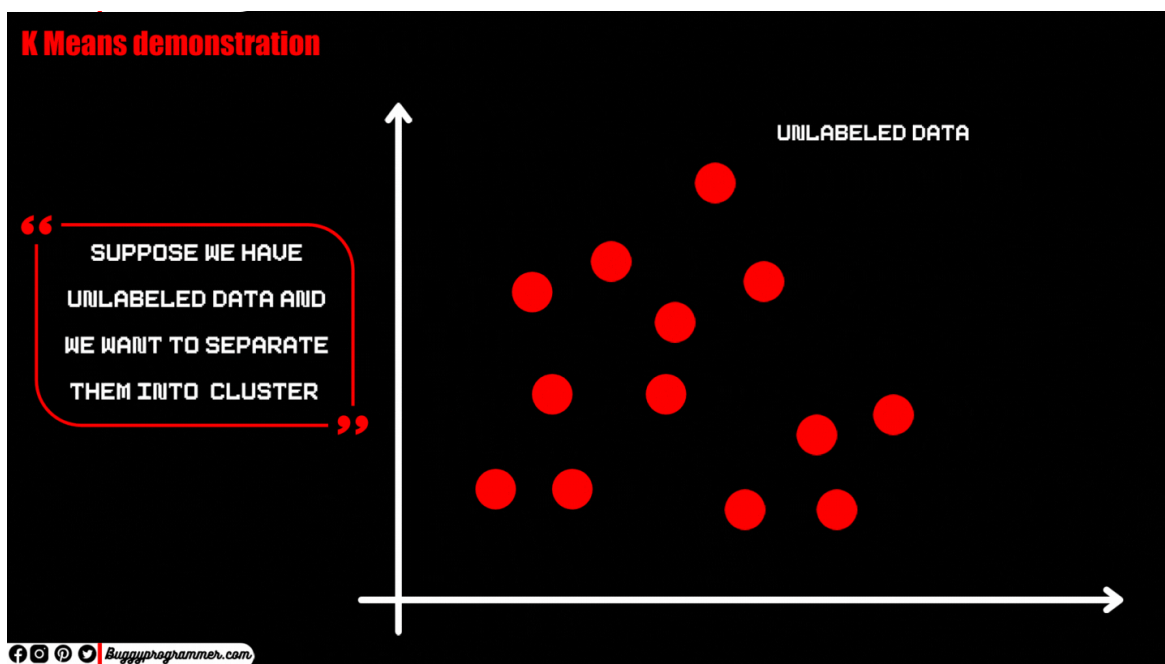 K Means demonstration
UNLABELED DATA
“
SUPPOSE WE HAVE
UNLABELED DATA AND
WE WANT TO SEPARATE
THEM INTO CLUSTER
”
Buggyprogrammer.com